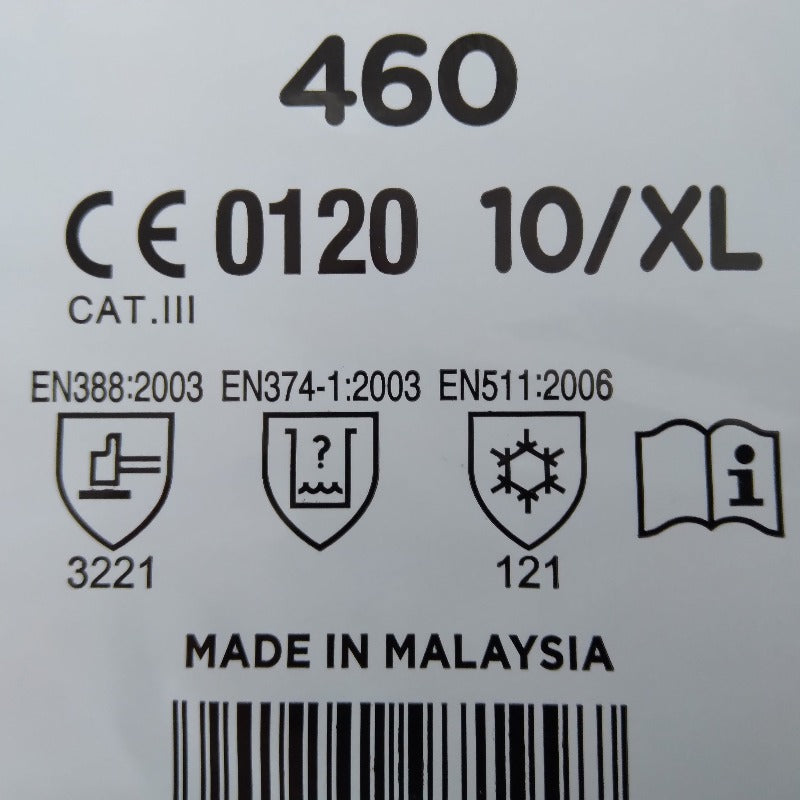 460
CE 0120 10/XL
CAT.III
EN388:2003 EN374-1:2003 EN511:2006
?
i
3221 121
MADE IN MALAYSIA